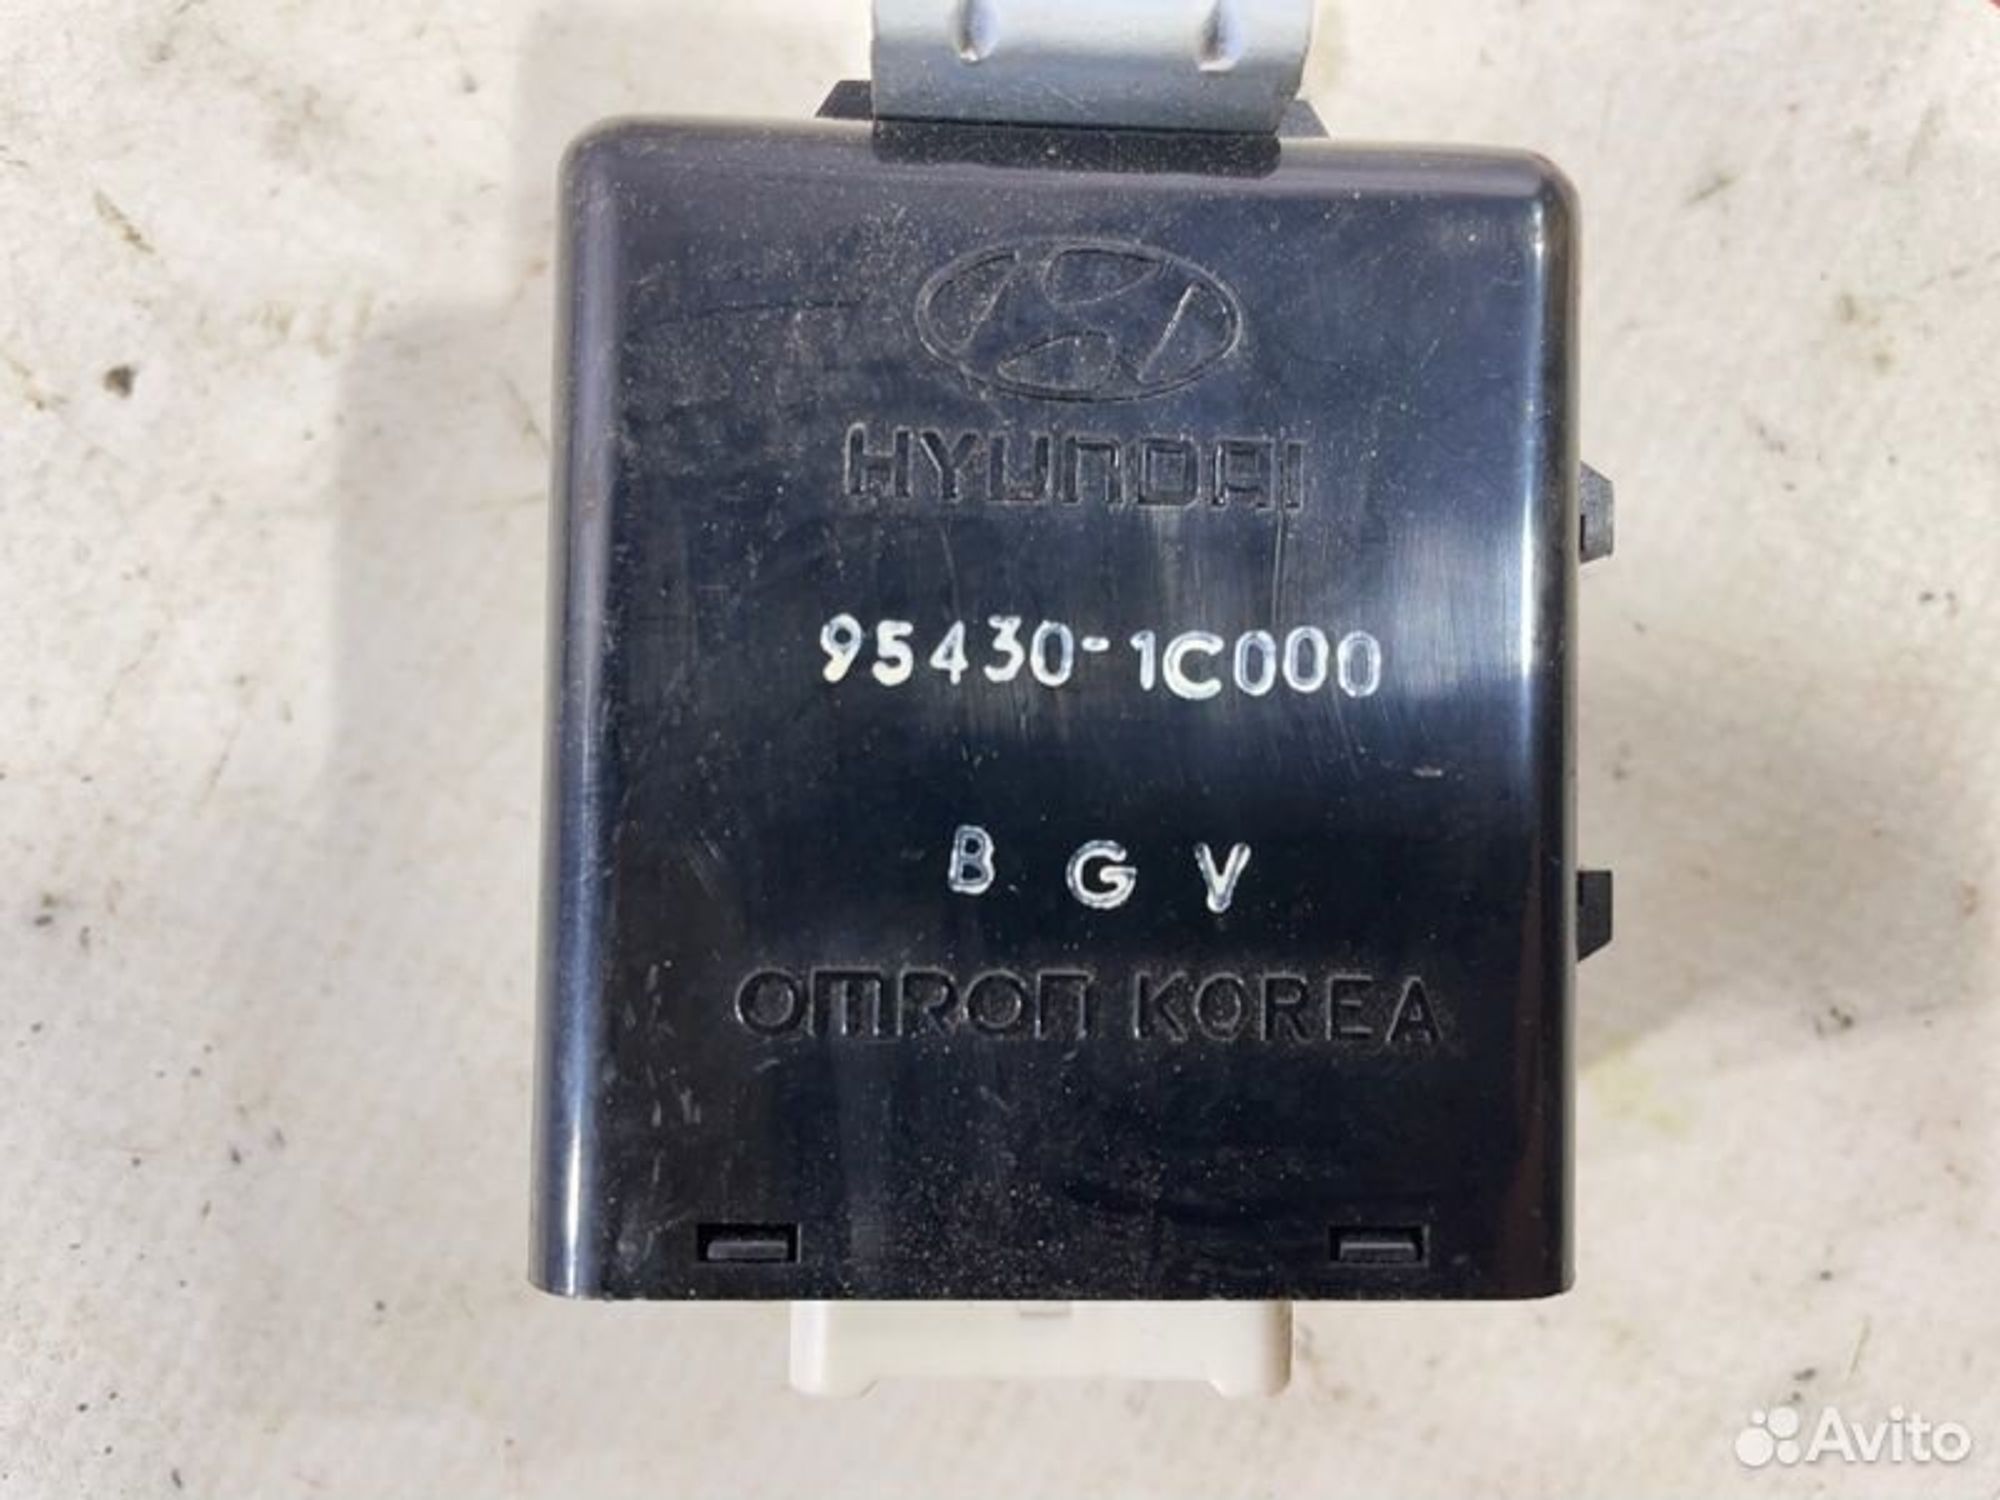 HYUNDAI
95430-1C000
B G V
OMRON KOREA
Avito